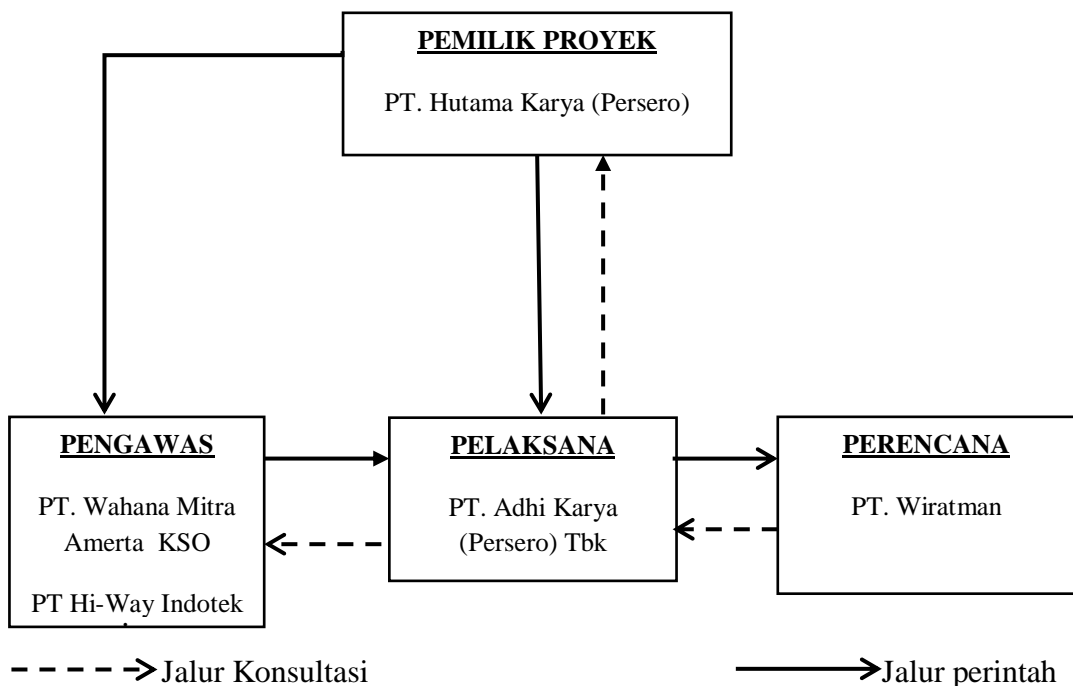 PEMILIK PROYEK
PT. Hutama Karya (Persero)
PENGAWAS
PT. Wahana Mitra
Amerta KSO
PT Hi-Way Indotek
PELAKSANA
PT. Adhi Karya
(Persero) Tbk
PERENCANA
PT. Wiratman
Jalur Konsultasi
Jalur perintah